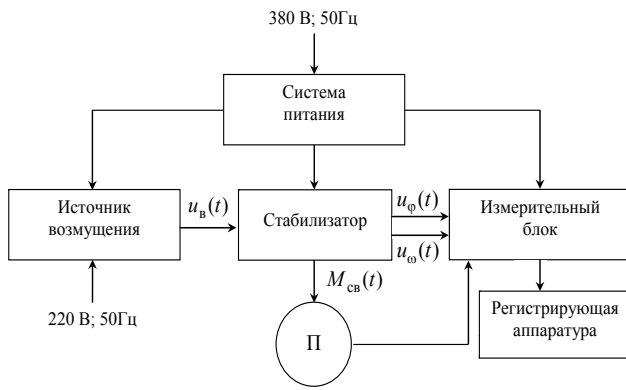 380 В; 50Гц
Система
питания
Источник
возмущения
u_в(t)
Стабилизатор
u_φ(t)
u_ω(t)
Измерительный
блок
M_св(t)
220 В; 50Гц
П
Регистрирующая
аппаратура